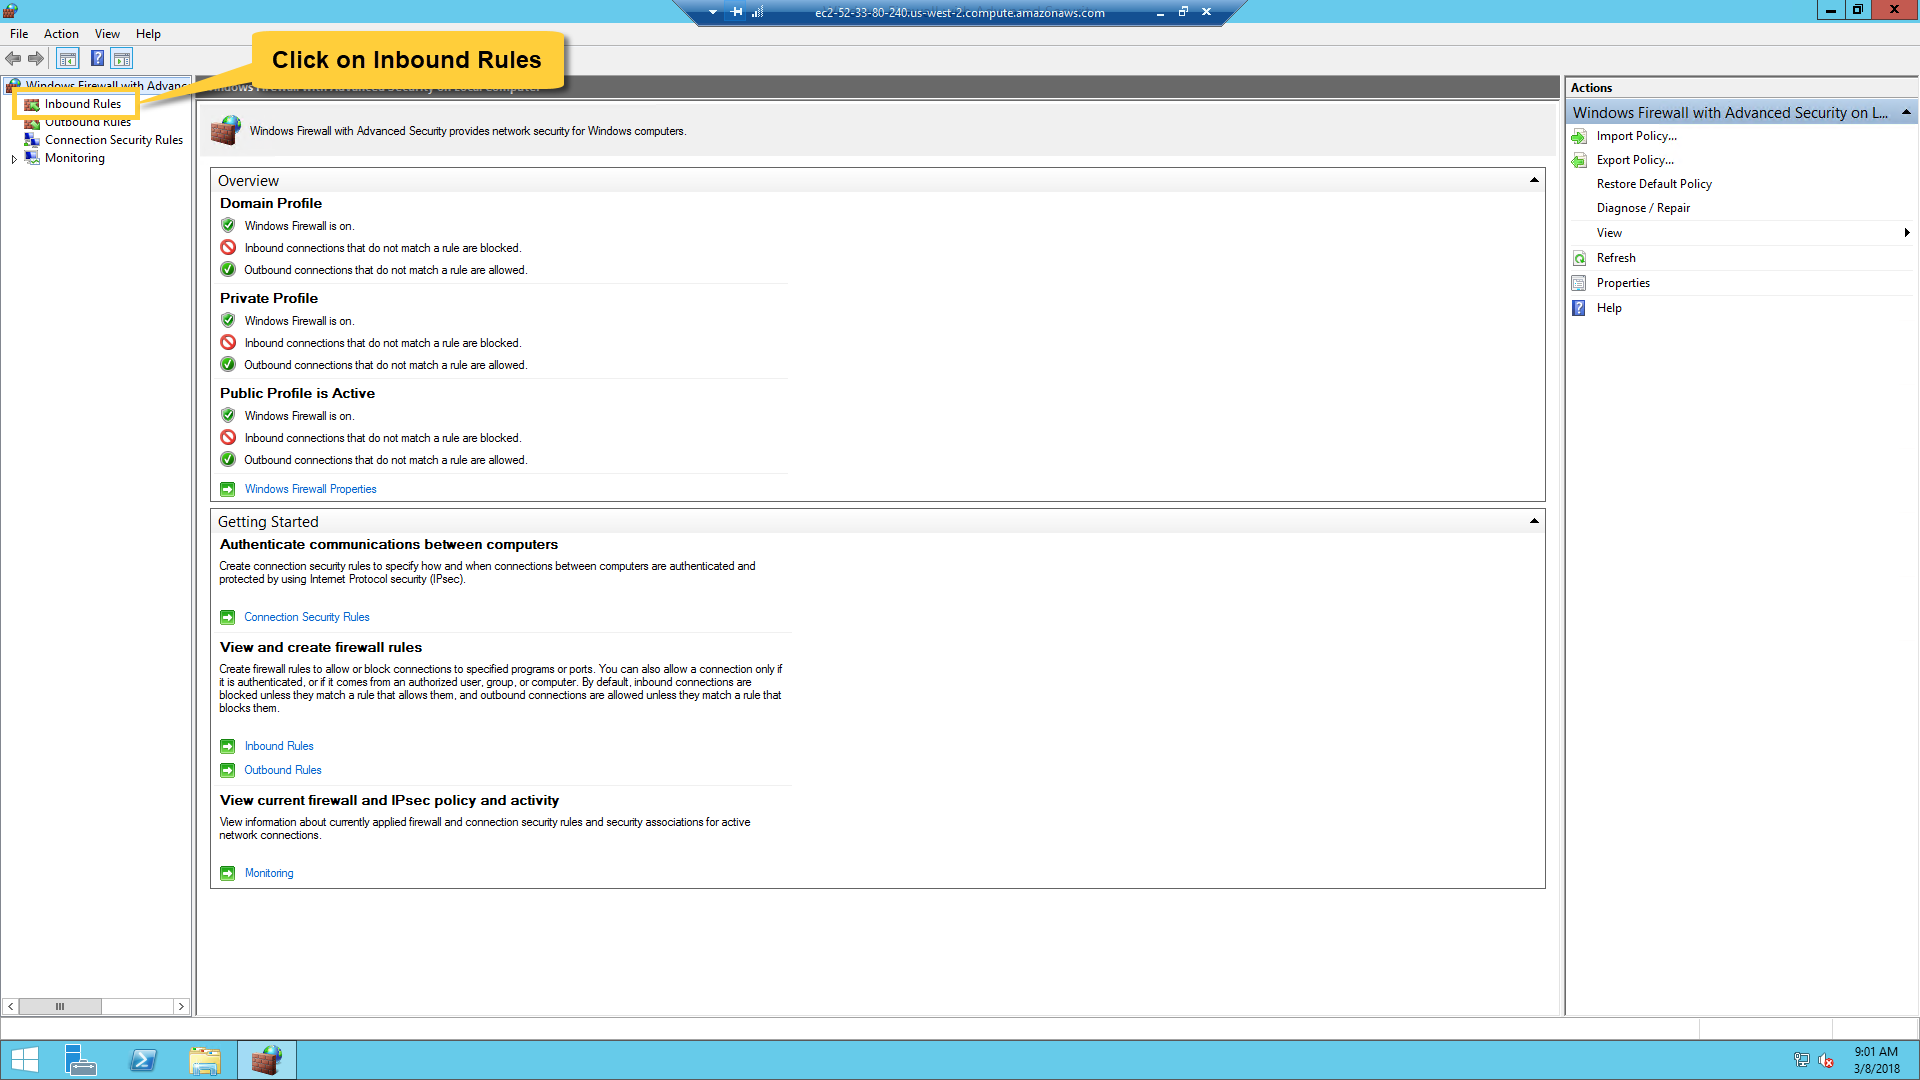 ec2-52-33-80-240.us-west-2.compute.amazonaws.com
File Action View Help
Click on Inbound Rules
Windows Firewall with Advanc
Inbound Rules
Outbound Rules
Connection Security Rules
Monitoring
Windows Firewall with Advanced Security on Local Computer
Windows Firewall with Advanced Security provides network security for Windows computers.
Overview
Domain Profile
Windows Firewall is on.
Inbound connections that do not match a rule are blocked.
Outbound connections that do not match a rule are allowed.
Private Profile
Windows Firewall is on.
Inbound connections that do not match a rule are blocked.
Outbound connections that do not match a rule are allowed.
Public Profile is Active
Windows Firewall is on.
Inbound connections that do not match a rule are blocked.
Outbound connections that do not match a rule are allowed.
Windows Firewall Properties
Getting Started
Authenticate communications between computers
Create connection security rules to specify how and when connections between computers are authenticated and
protected by using Internet Protocol security (IPsec).
Connection Security Rules
View and create firewall rules
Create firewall rules to allow or block connections to specified programs or ports. You can also allow a connection only if
it is authenticated, or if it comes from an authorized user, group, or computer. By default, inbound connections are
blocked unless they match a rule that allows them, and outbound connections are allowed unless they match a rule that
blocks them.
Inbound Rules
Outbound Rules
View current firewall and IPsec policy and activity
View information about currently applied firewall and connection security rules and security associations for active
network connections.
Monitoring
Actions
Windows Firewall with Advanced Security on L...
Import Policy...
Export Policy...
Restore Default Policy
Diagnose / Repair
View
Refresh
Properties
Help
9:01 AM
3/8/2018